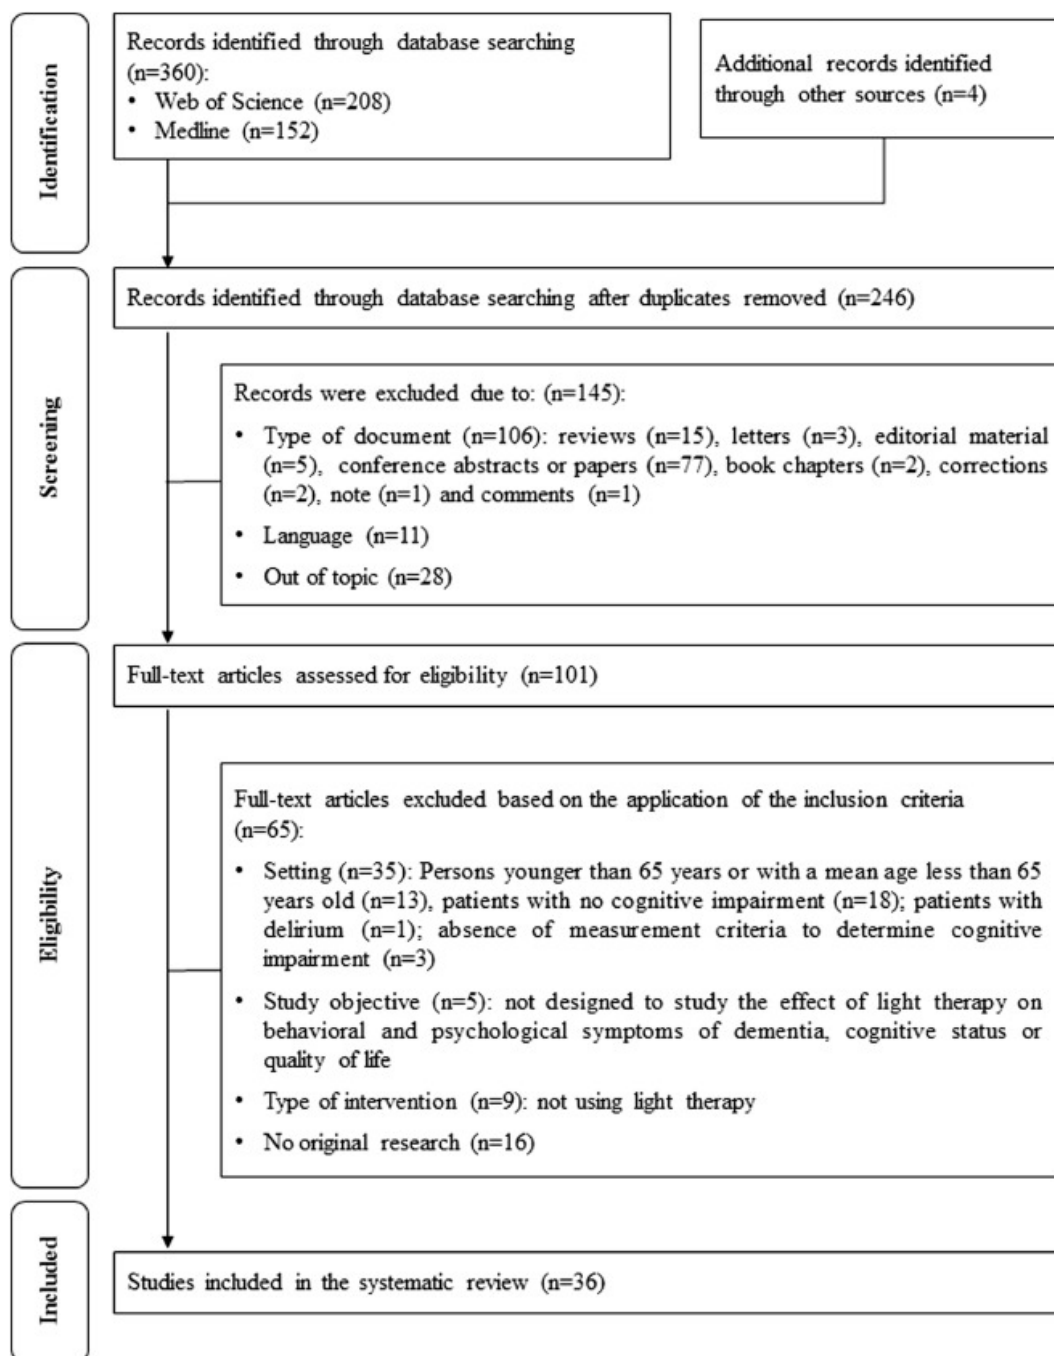 Identification
Records identified through database searching
(n=360):
• Web of Science (n=208)
• Medline (n=152)
Additional records identified
through other sources (n=4)
Screening
Records identified through database searching after duplicates removed (n=246)
Records were excluded due to: (n=145):
• Type of document (n=106): reviews (n=15), letters (n=3), editorial material
(n=5), conference abstracts or papers (n=77), book chapters (n=2), corrections
(n=2), note (n=1) and comments (n=1)
• Language (n=11)
• Out of topic (n=28)
Eligibility
Full-text articles assessed for eligibility (n=101)
Full-text articles excluded based on the application of the inclusion criteria
(n=65):
• Setting (n=35): Persons younger than 65 years or with a mean age less than 65
years old (n=13), patients with no cognitive impairment (n=18); patients with
delirium (n=1); absence of measurement criteria to determine cognitive
impairment (n=3)
• Study objective (n=5): not designed to study the effect of light therapy on
behavioral and psychological symptoms of dementia, cognitive status or
quality of life
• Type of intervention (n=9): not using light therapy
• No original research (n=16)
Included
Studies included in the systematic review (n=36)